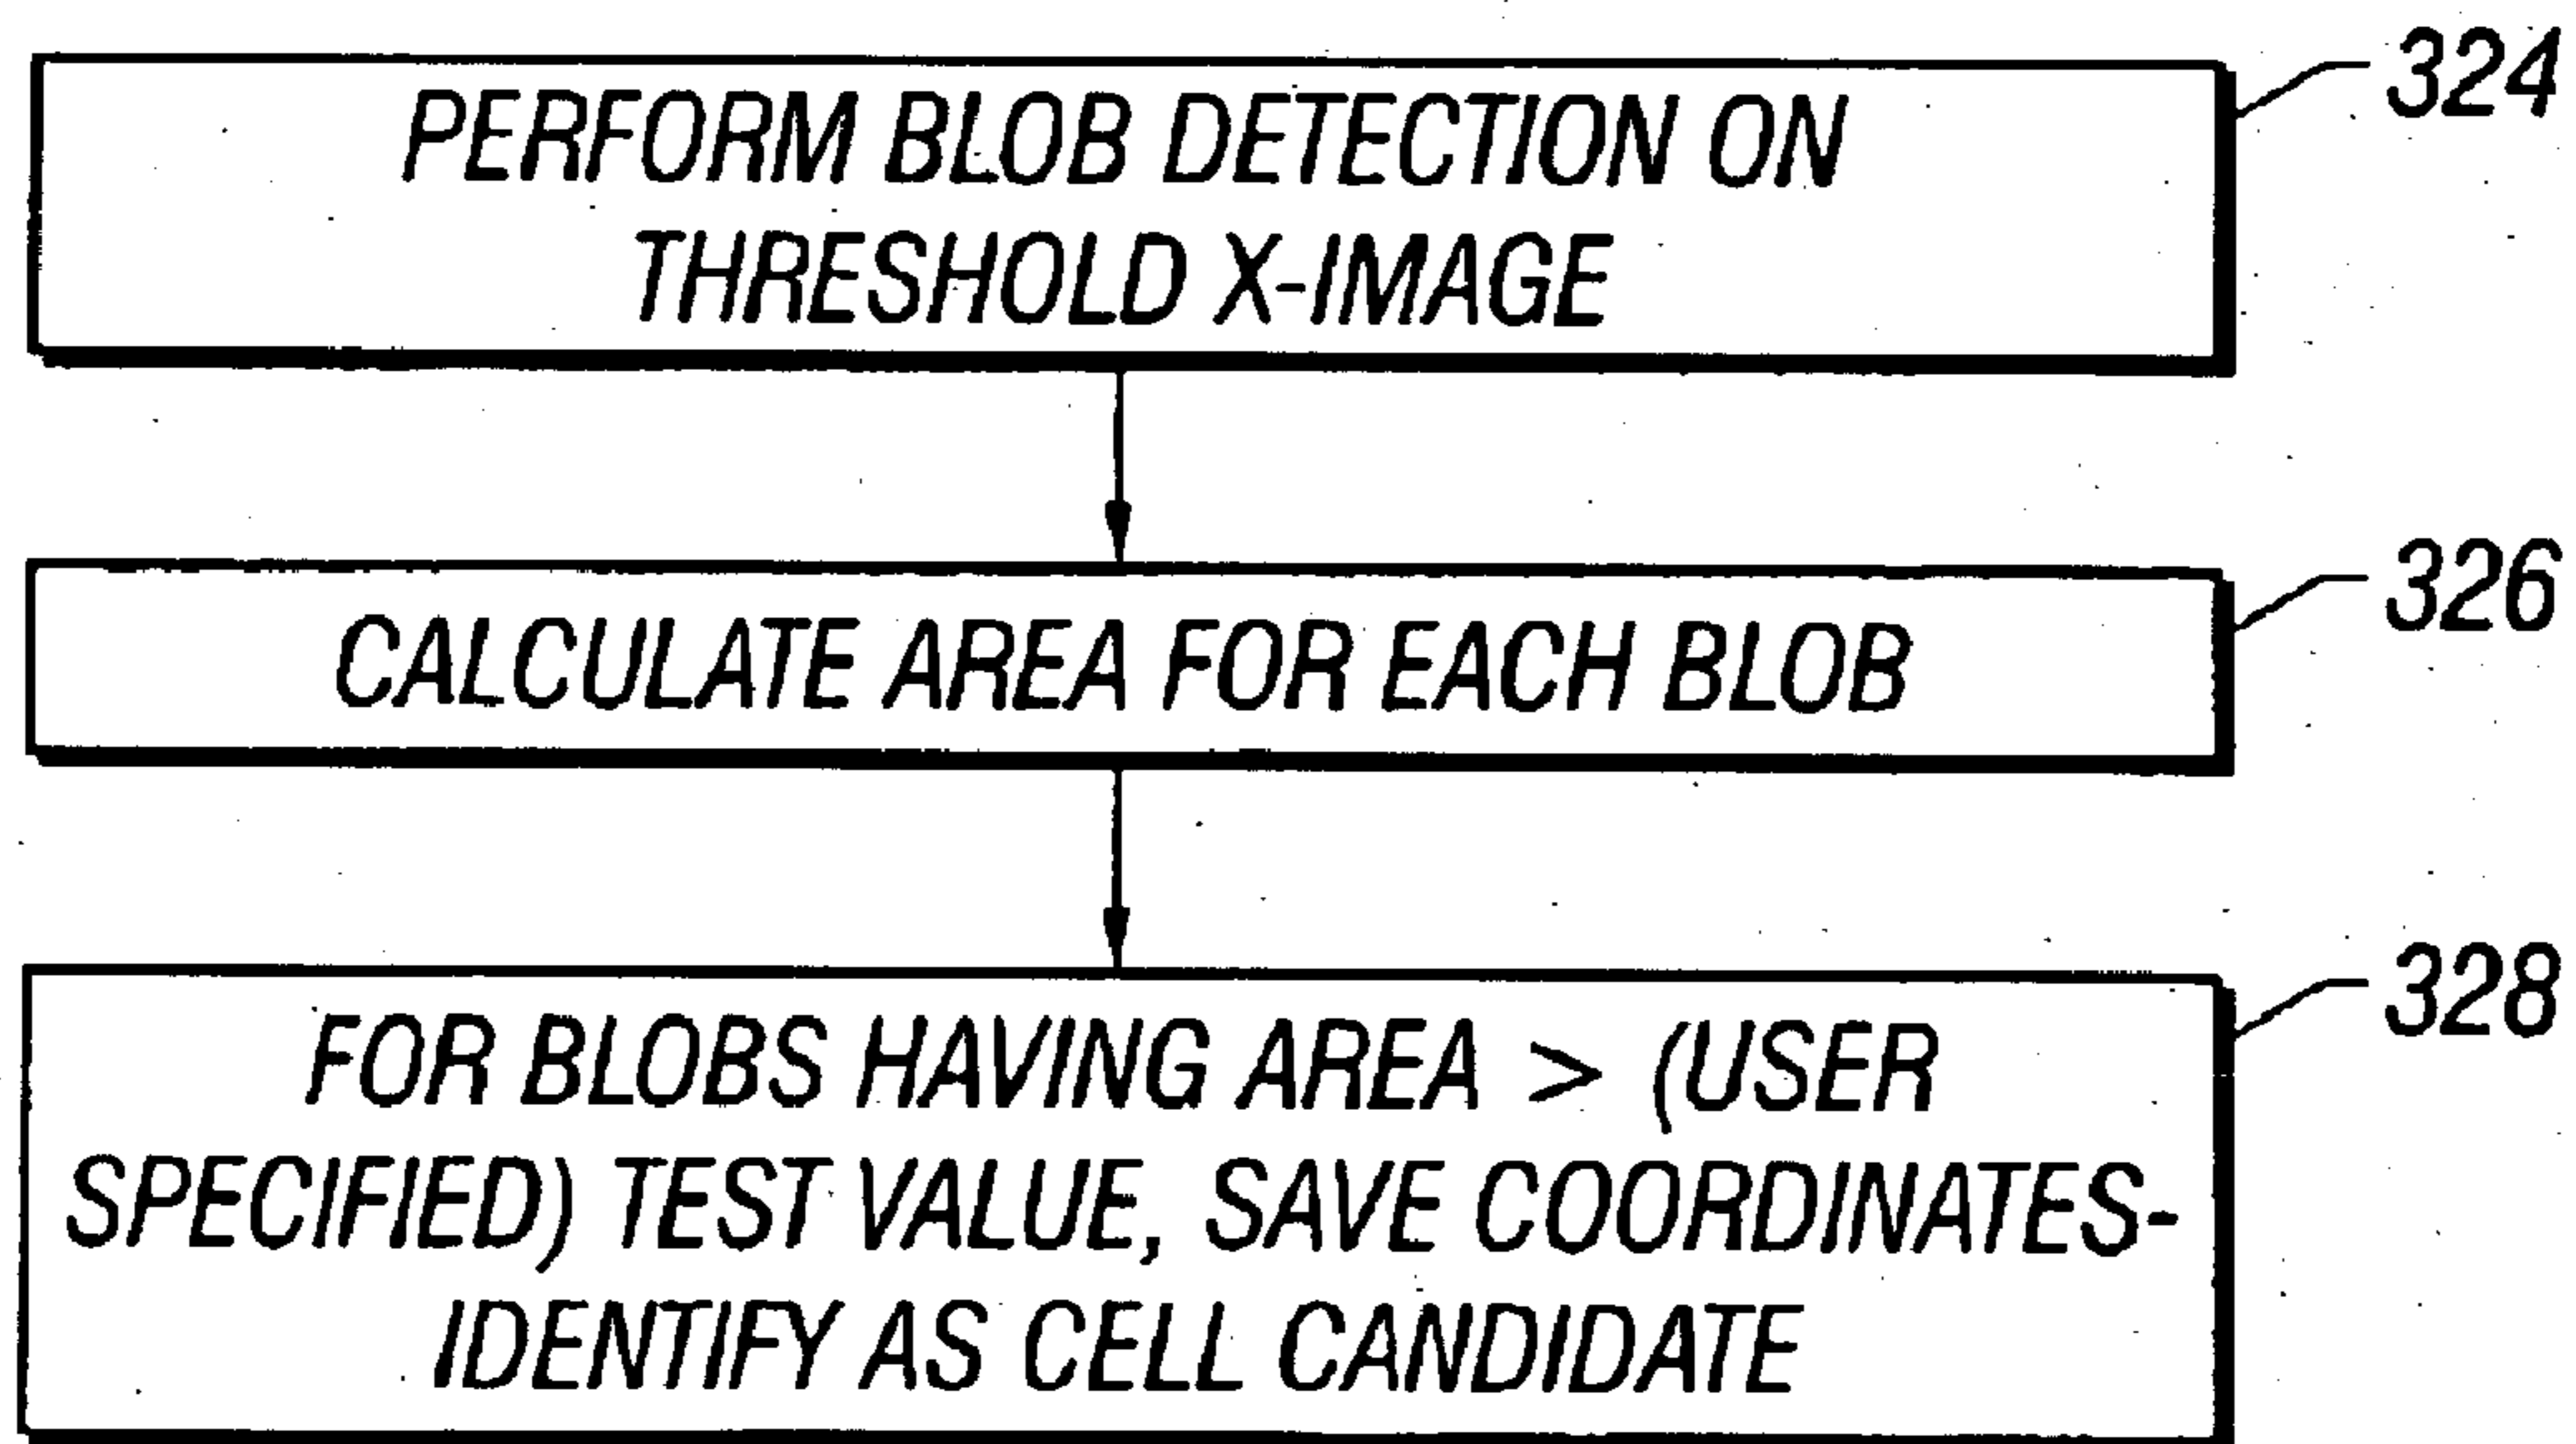 PERFORM BLOB DETECTION ON
THRESHOLD X-IMAGE
324
CALCULATE AREA FOR EACH BLOB
326
FOR BLOBS HAVING AREA > (USER
SPECIFIED) TEST VALUE, SAVE COORDINATES-
IDENTIFY AS CELL CANDIDATE
328